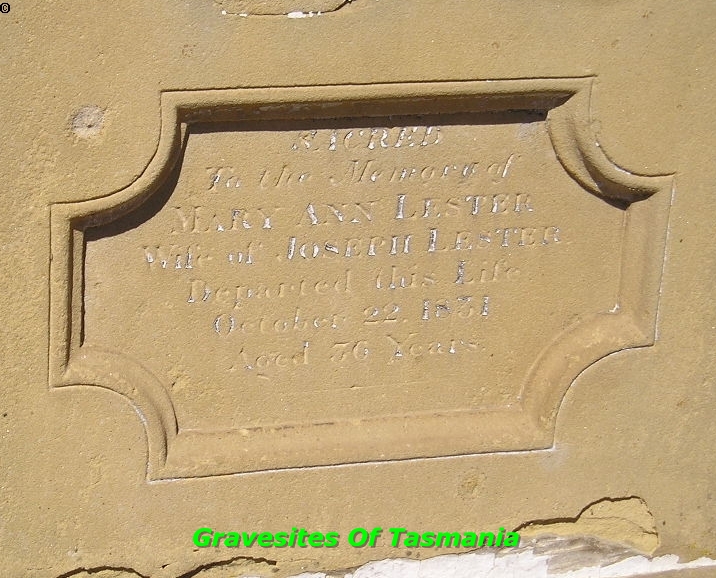 ©
SACRED
To the Memory of
MARY ANN LESTER
Wife of JOSEPH LESTER
Departed this Life
October 22, 1831
Aged 36 Years
Gravesites Of Tasmania